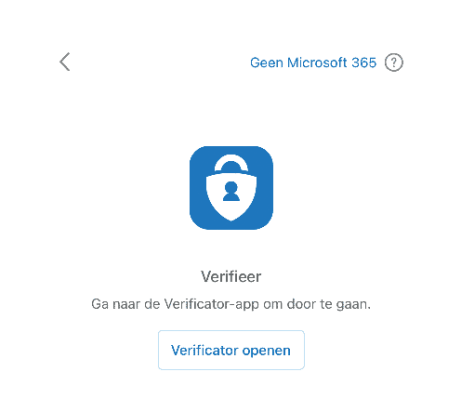 Geen Microsoft 365 ?
Verifieer
Ga naar de Verificator-app om door te gaan.
Verificator openen